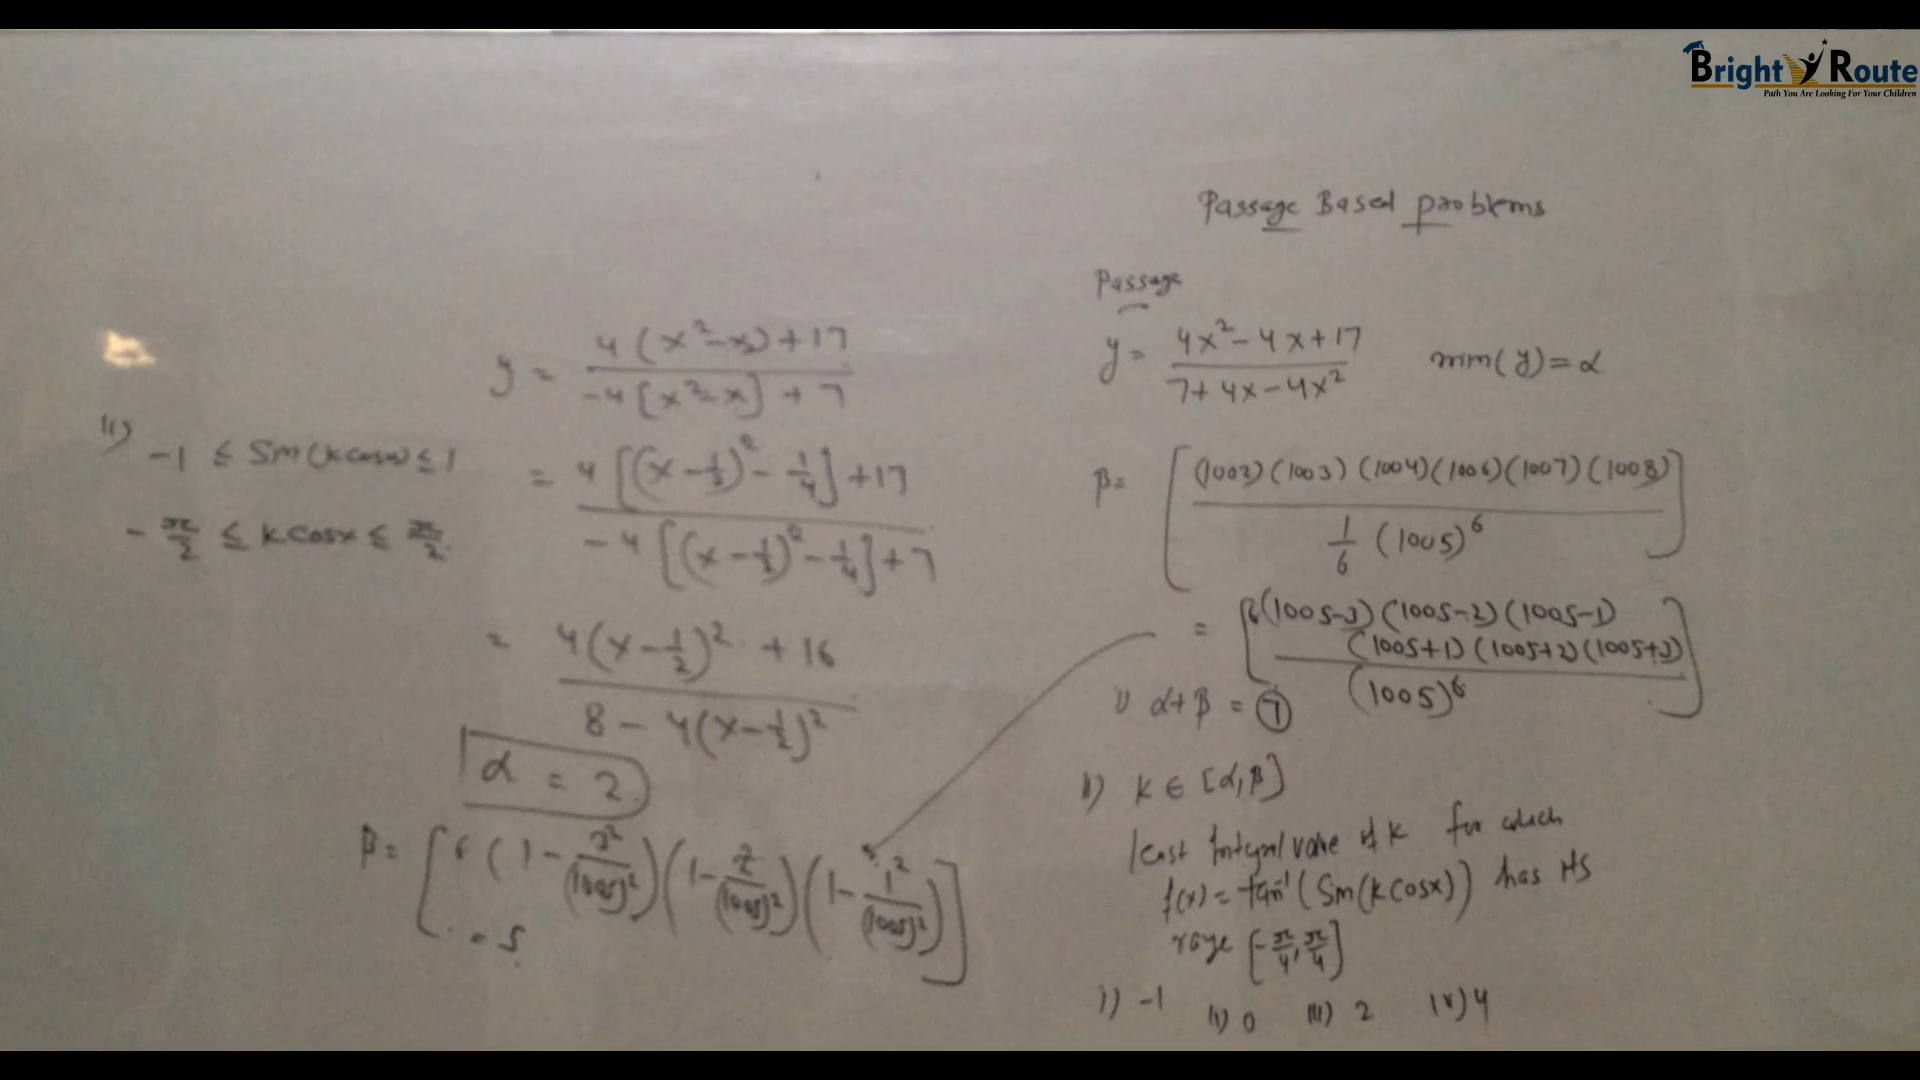 Bright Route
Path You Are Looking For Your Children
Passage Based problems
Passage
y = (4x² - 4x + 17) / (7 + 4x - 4x²)   min(y) = α
β = [ (1002)(1003)(1004)(1006)(1007)(1008) / (1/6 (1005)⁶) ]
= [ 6(1005-3)(1005-2)(1005-1)
(1005+1)(1005+2)(1005+3) / (1005)⁶ ]
i) α+β = 7
ii) k ∈ [α, β]
least Integral value of k for which
f(x) = tan⁻¹(Sin(k cosx)) has its
range [-π/4, π/4]
i) -1   ii) 0   iii) 2   iv) 4
y = (4(x²-x)+17) / (-4[x²-x]+7)
= (4[(x-1/2)² - 1/4] + 17) / (-4[(x-1/2)² - 1/4] + 7)
= (4(x-1/2)² + 16) / (8 - 4(x-1/2)²)
α = 2
β = [ 6(1 - 3²/(1005)²)(1 - 2²/(1005)²)(1 - 1²/(1005)²) ]
= 5
ii) -1 ≤ Sin(k cosx) ≤ 1
-π/2 ≤ k cosx ≤ π/2